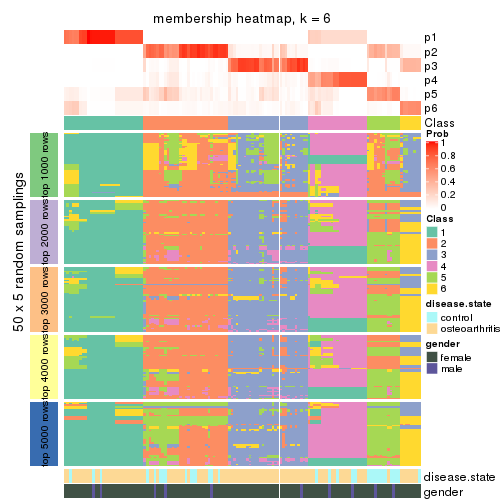 membership heatmap, k = 6
p1
p2
p3
p4
p5
p6
Class
50 x 5 random samplings
top 1000 rows
top 2000 rows
top 3000 rows
top 4000 rows
top 5000 rows
Prob
1
0.8
0.6
0.4
0.2
0
Class
1
2
3
4
5
6
disease.state
control
osteoarthritis
gender
female
male
disease.state
gender